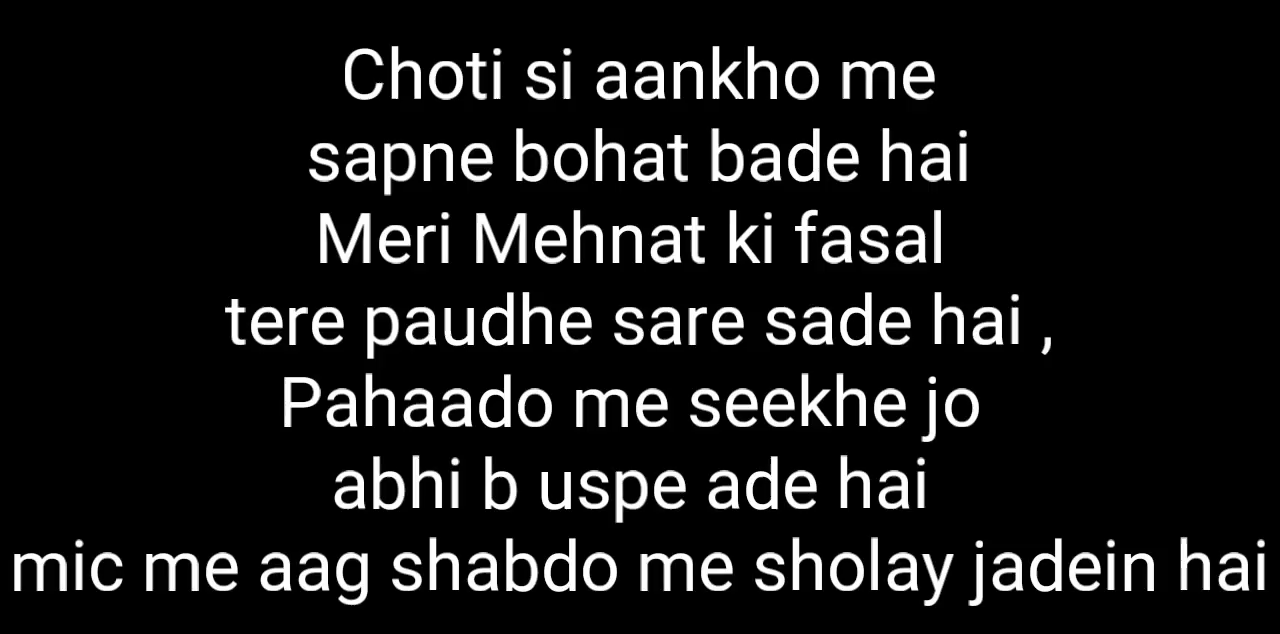 Choti si aankho me
sapne bohat bade hai
Meri Mehnat ki fasal
tere paudhe sare sade hai ,
Pahaado me seekhe jo
abhi b uspe ade hai
mic me aag shabdo me sholay jadein hai